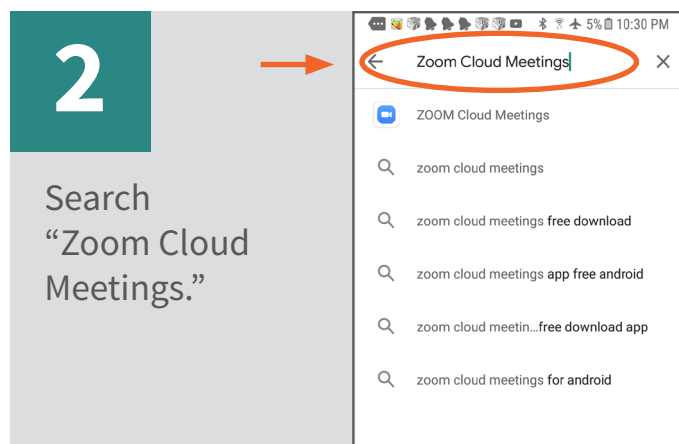 2
Search
“Zoom Cloud
Meetings.”
5% 10:30 PM
Zoom Cloud Meetings
ZOOM Cloud Meetings
zoom cloud meetings
zoom cloud meetings free download
zoom cloud meetings app free android
zoom cloud meetin...free download app
zoom cloud meetings for android